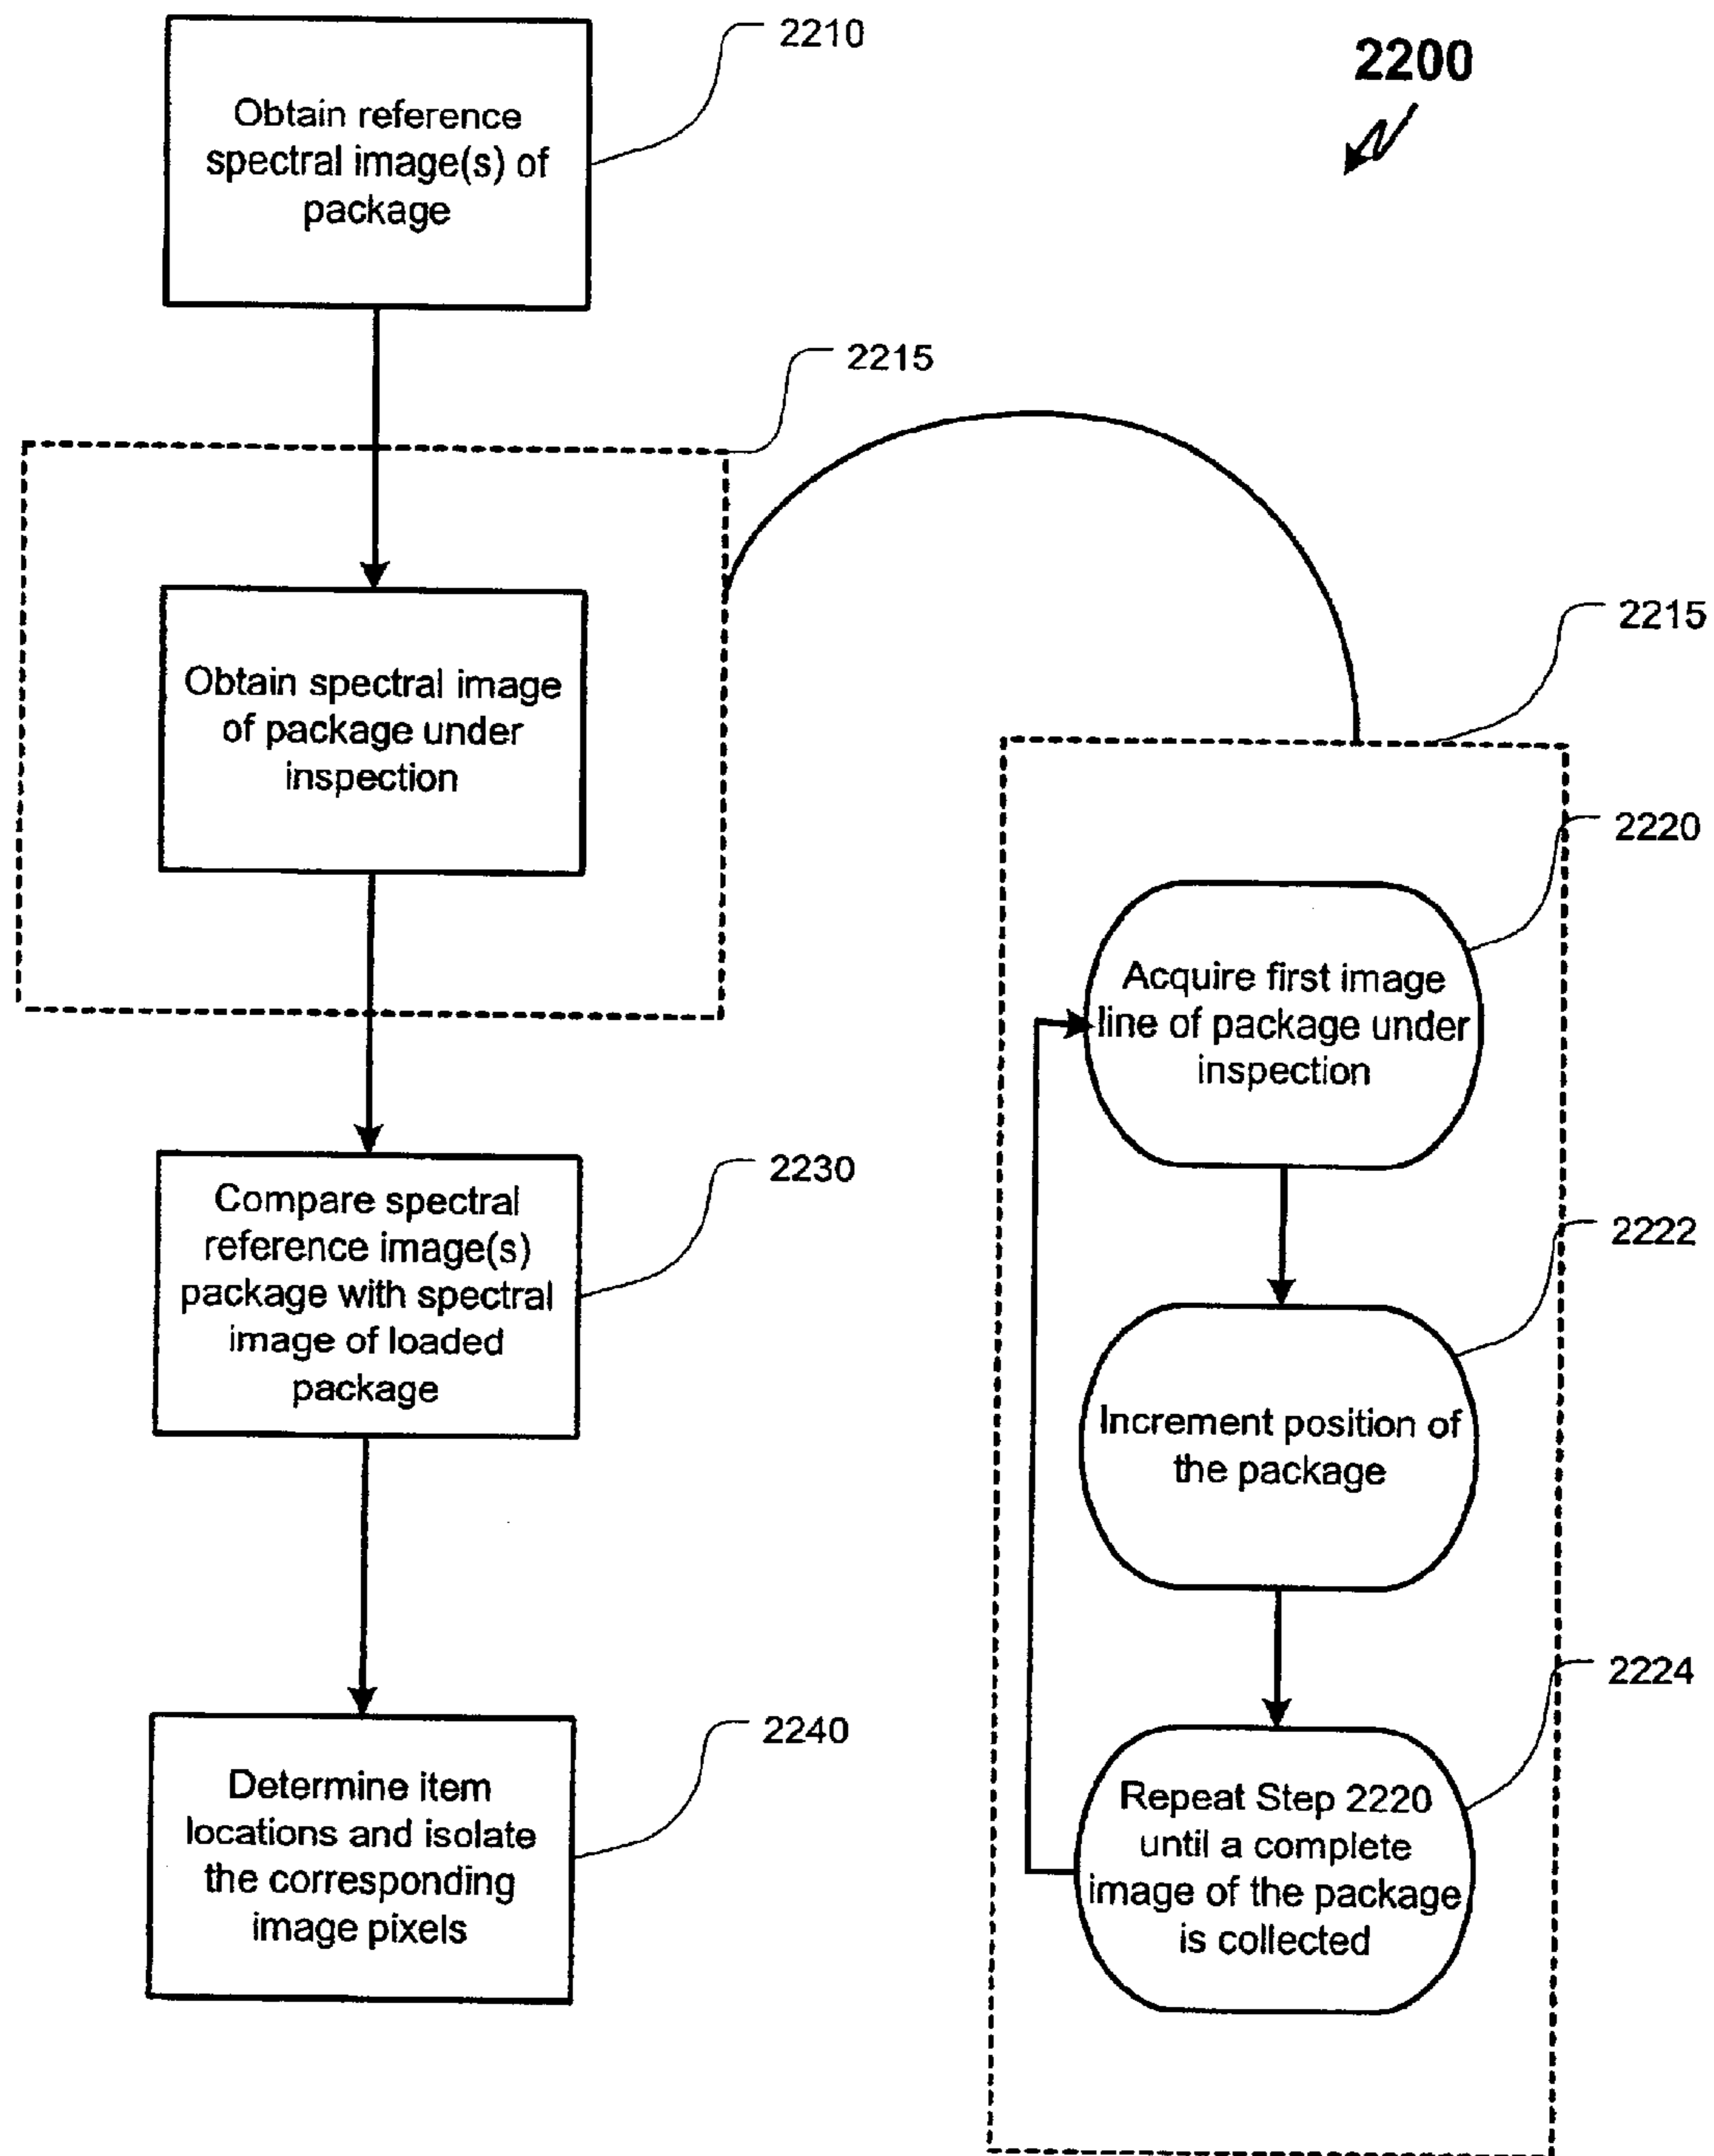 2200
2210
Obtain reference
spectral image(s) of
package
2215
Obtain spectral image
of package under
inspection
2230
Compare spectral
reference image(s)
package with spectral
image of loaded
package
2240
Determine item
locations and isolate
the corresponding
image pixels
2215
2220
Acquire first image
line of package under
inspection
2222
Increment position of
the package
2224
Repeat Step 2220
until a complete
image of the package
is collected